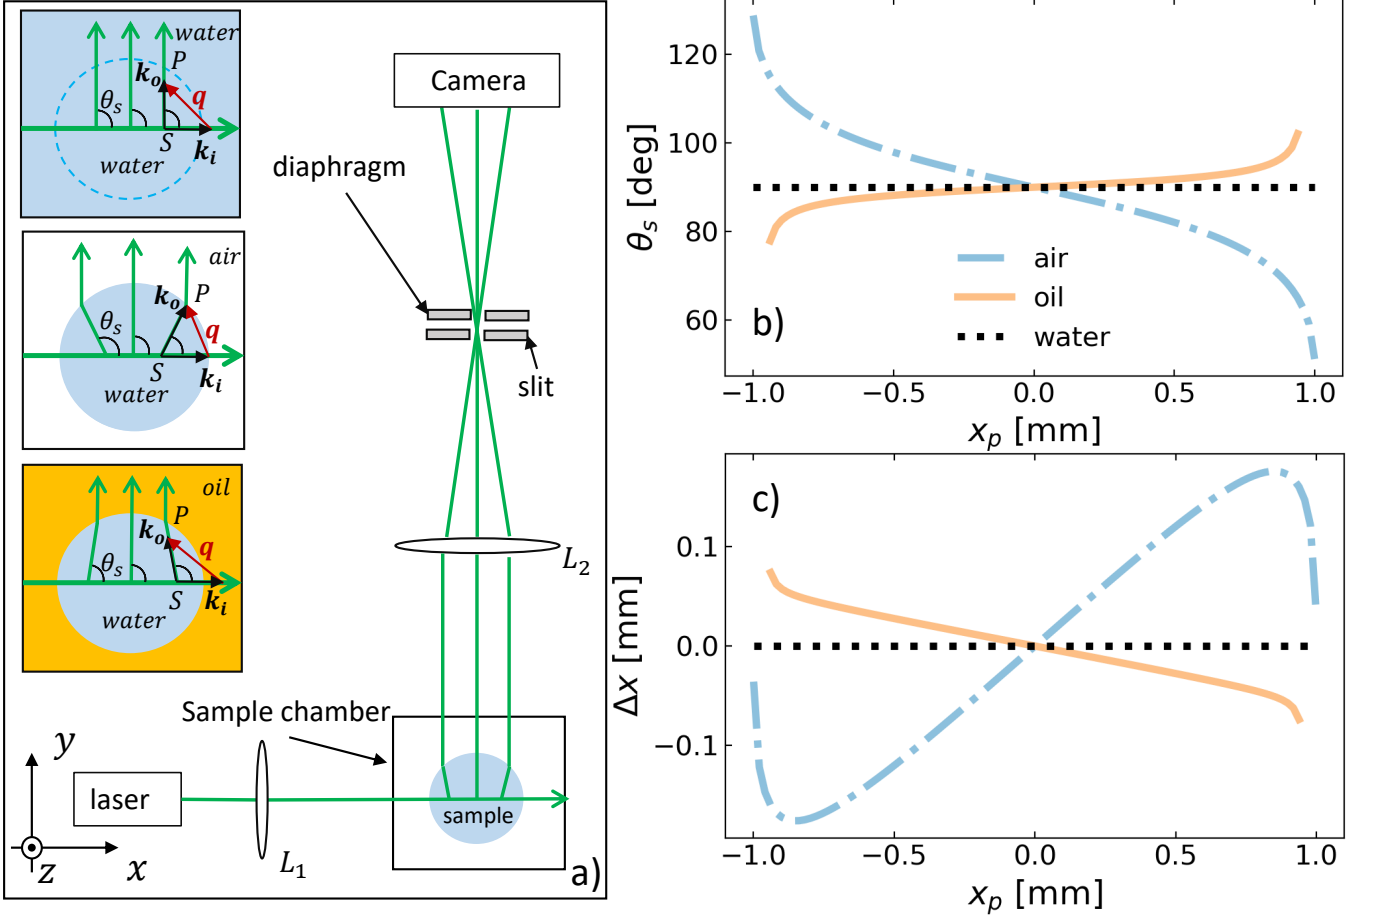 water
P
k_o
q
θ_s
S
k_i
water
air
k_o
P
θ_s
q
S
k_i
water
oil
P
k_o
q
θ_s
S
k_i
water
Camera
diaphragm
slit
L_2
Sample chamber
y
laser
sample
z
x
L_1
a)
120
100
80
60
θ_s [deg]
air
oil
water
b)
−1.0 −0.5 0.0 0.5 1.0
x_p [mm]
c)
0.1
0.0
−0.1
Δx [mm]
−1.0 −0.5 0.0 0.5 1.0
x_p [mm]